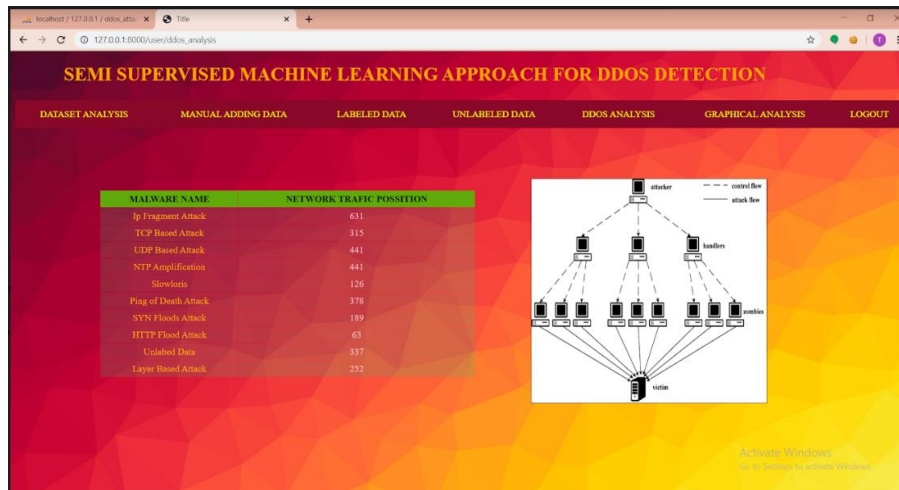 localhost / 127.0.0.1 / ddos_attac
Title
127.0.0.1:8000/user/ddos_analysis
T
SEMI SUPERVISED MACHINE LEARNING APPROACH FOR DDOS DETECTION
DATASET ANALYSIS MANUAL ADDING DATA LABELED DATA UNLABELED DATA DDOS ANALYSIS GRAPHICAL ANALYSIS LOGOUT
MALWARE NAME NETWORK TRAFIC POSSITION
Ip Fragment Attack 631
TCP Based Attack 315
UDP Based Attack 441
NTP Amplification 441
Slowloris 126
Ping of Death Attack 378
SYN Floods Attack 189
HTTP Flood Attack 63
Unlabed Data 337
Layer Based Attack 252
attacker
control flow
attack flow
handlers
zombies
victim
Activate Windows
Go to Settings to activate Windows.